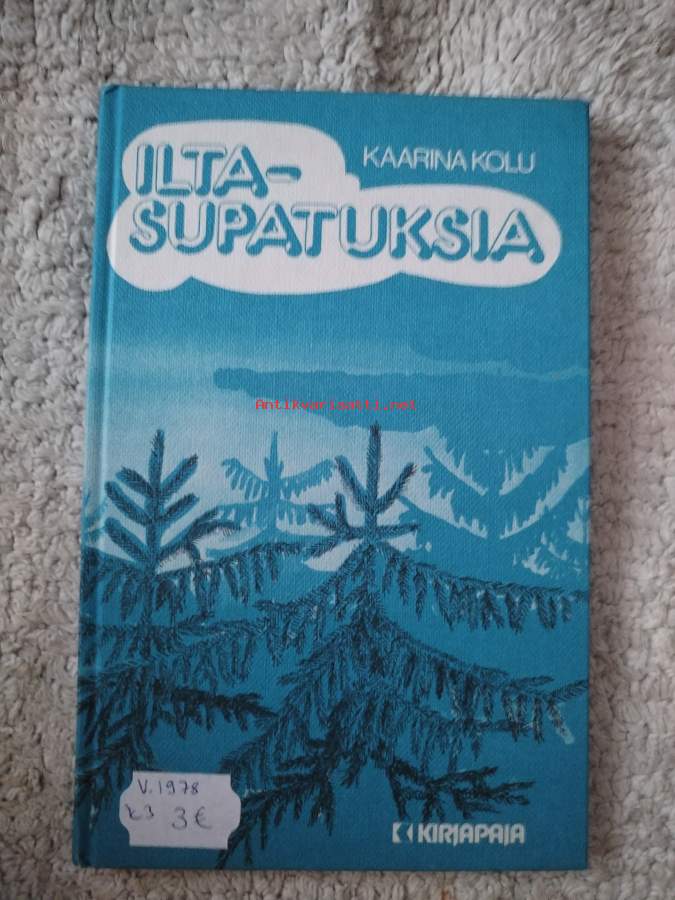 ILTA-
KAARINA KOLU
SUPATUKSIA
Antikvariaatti.net
V.1978
k3 3€
KIRJAPAJA